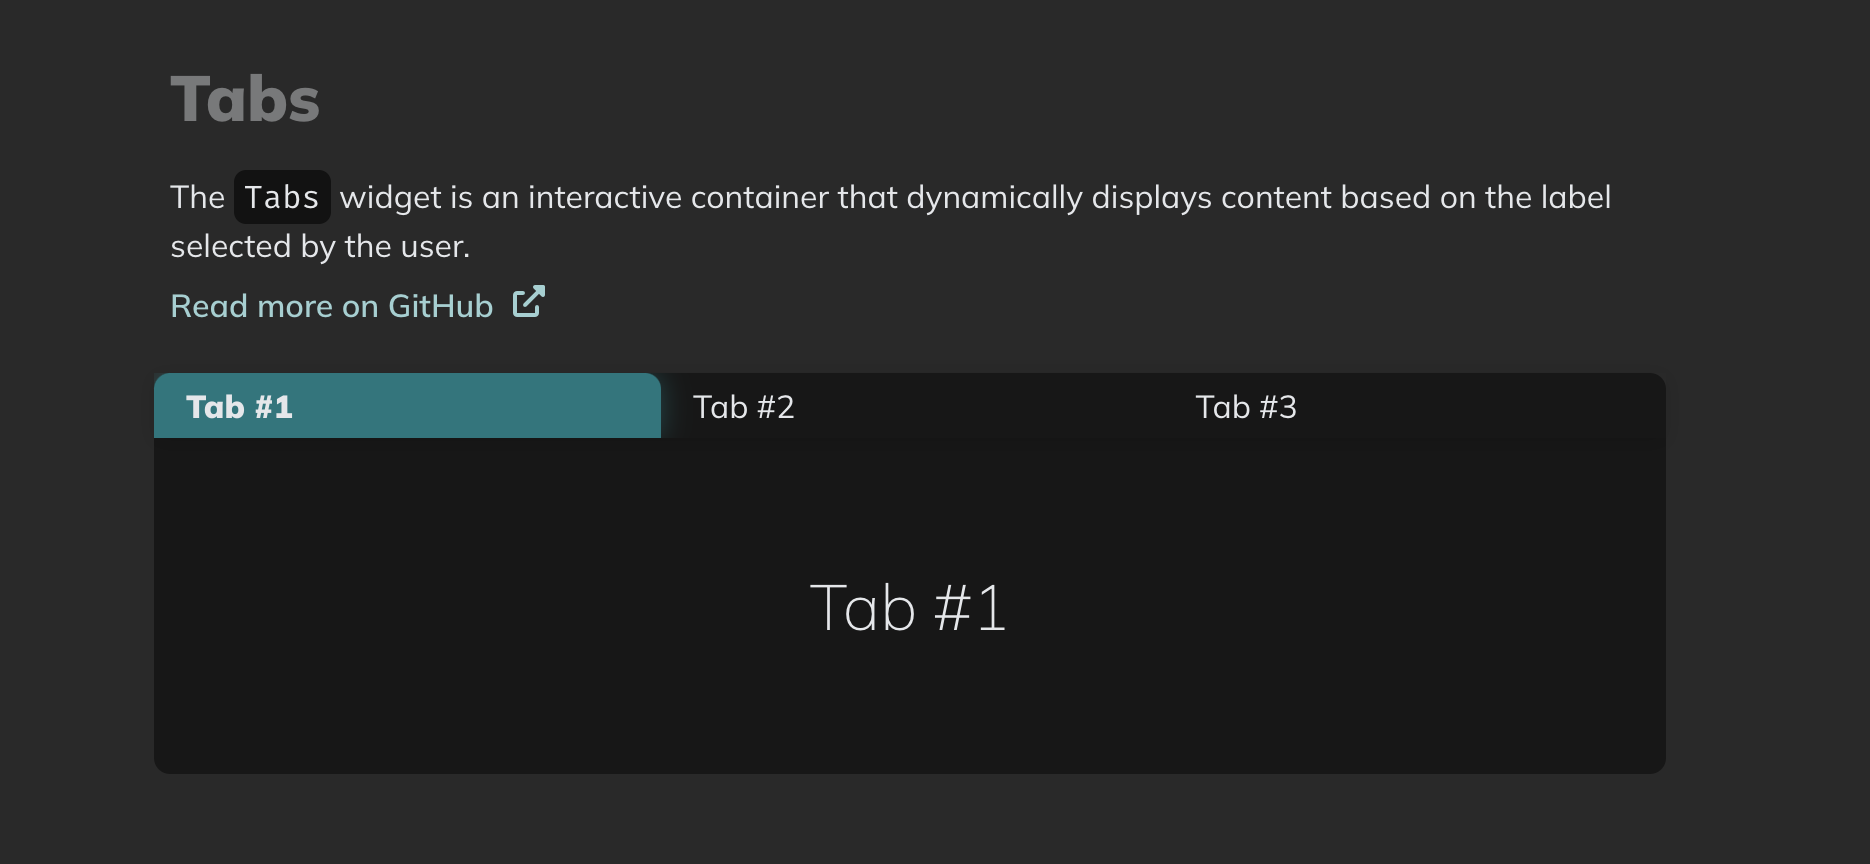 Tabs
The Tabs widget is an interactive container that dynamically displays content based on the label
selected by the user.
Read more on GitHub
Tab #1 Tab #2 Tab #3
Tab #1